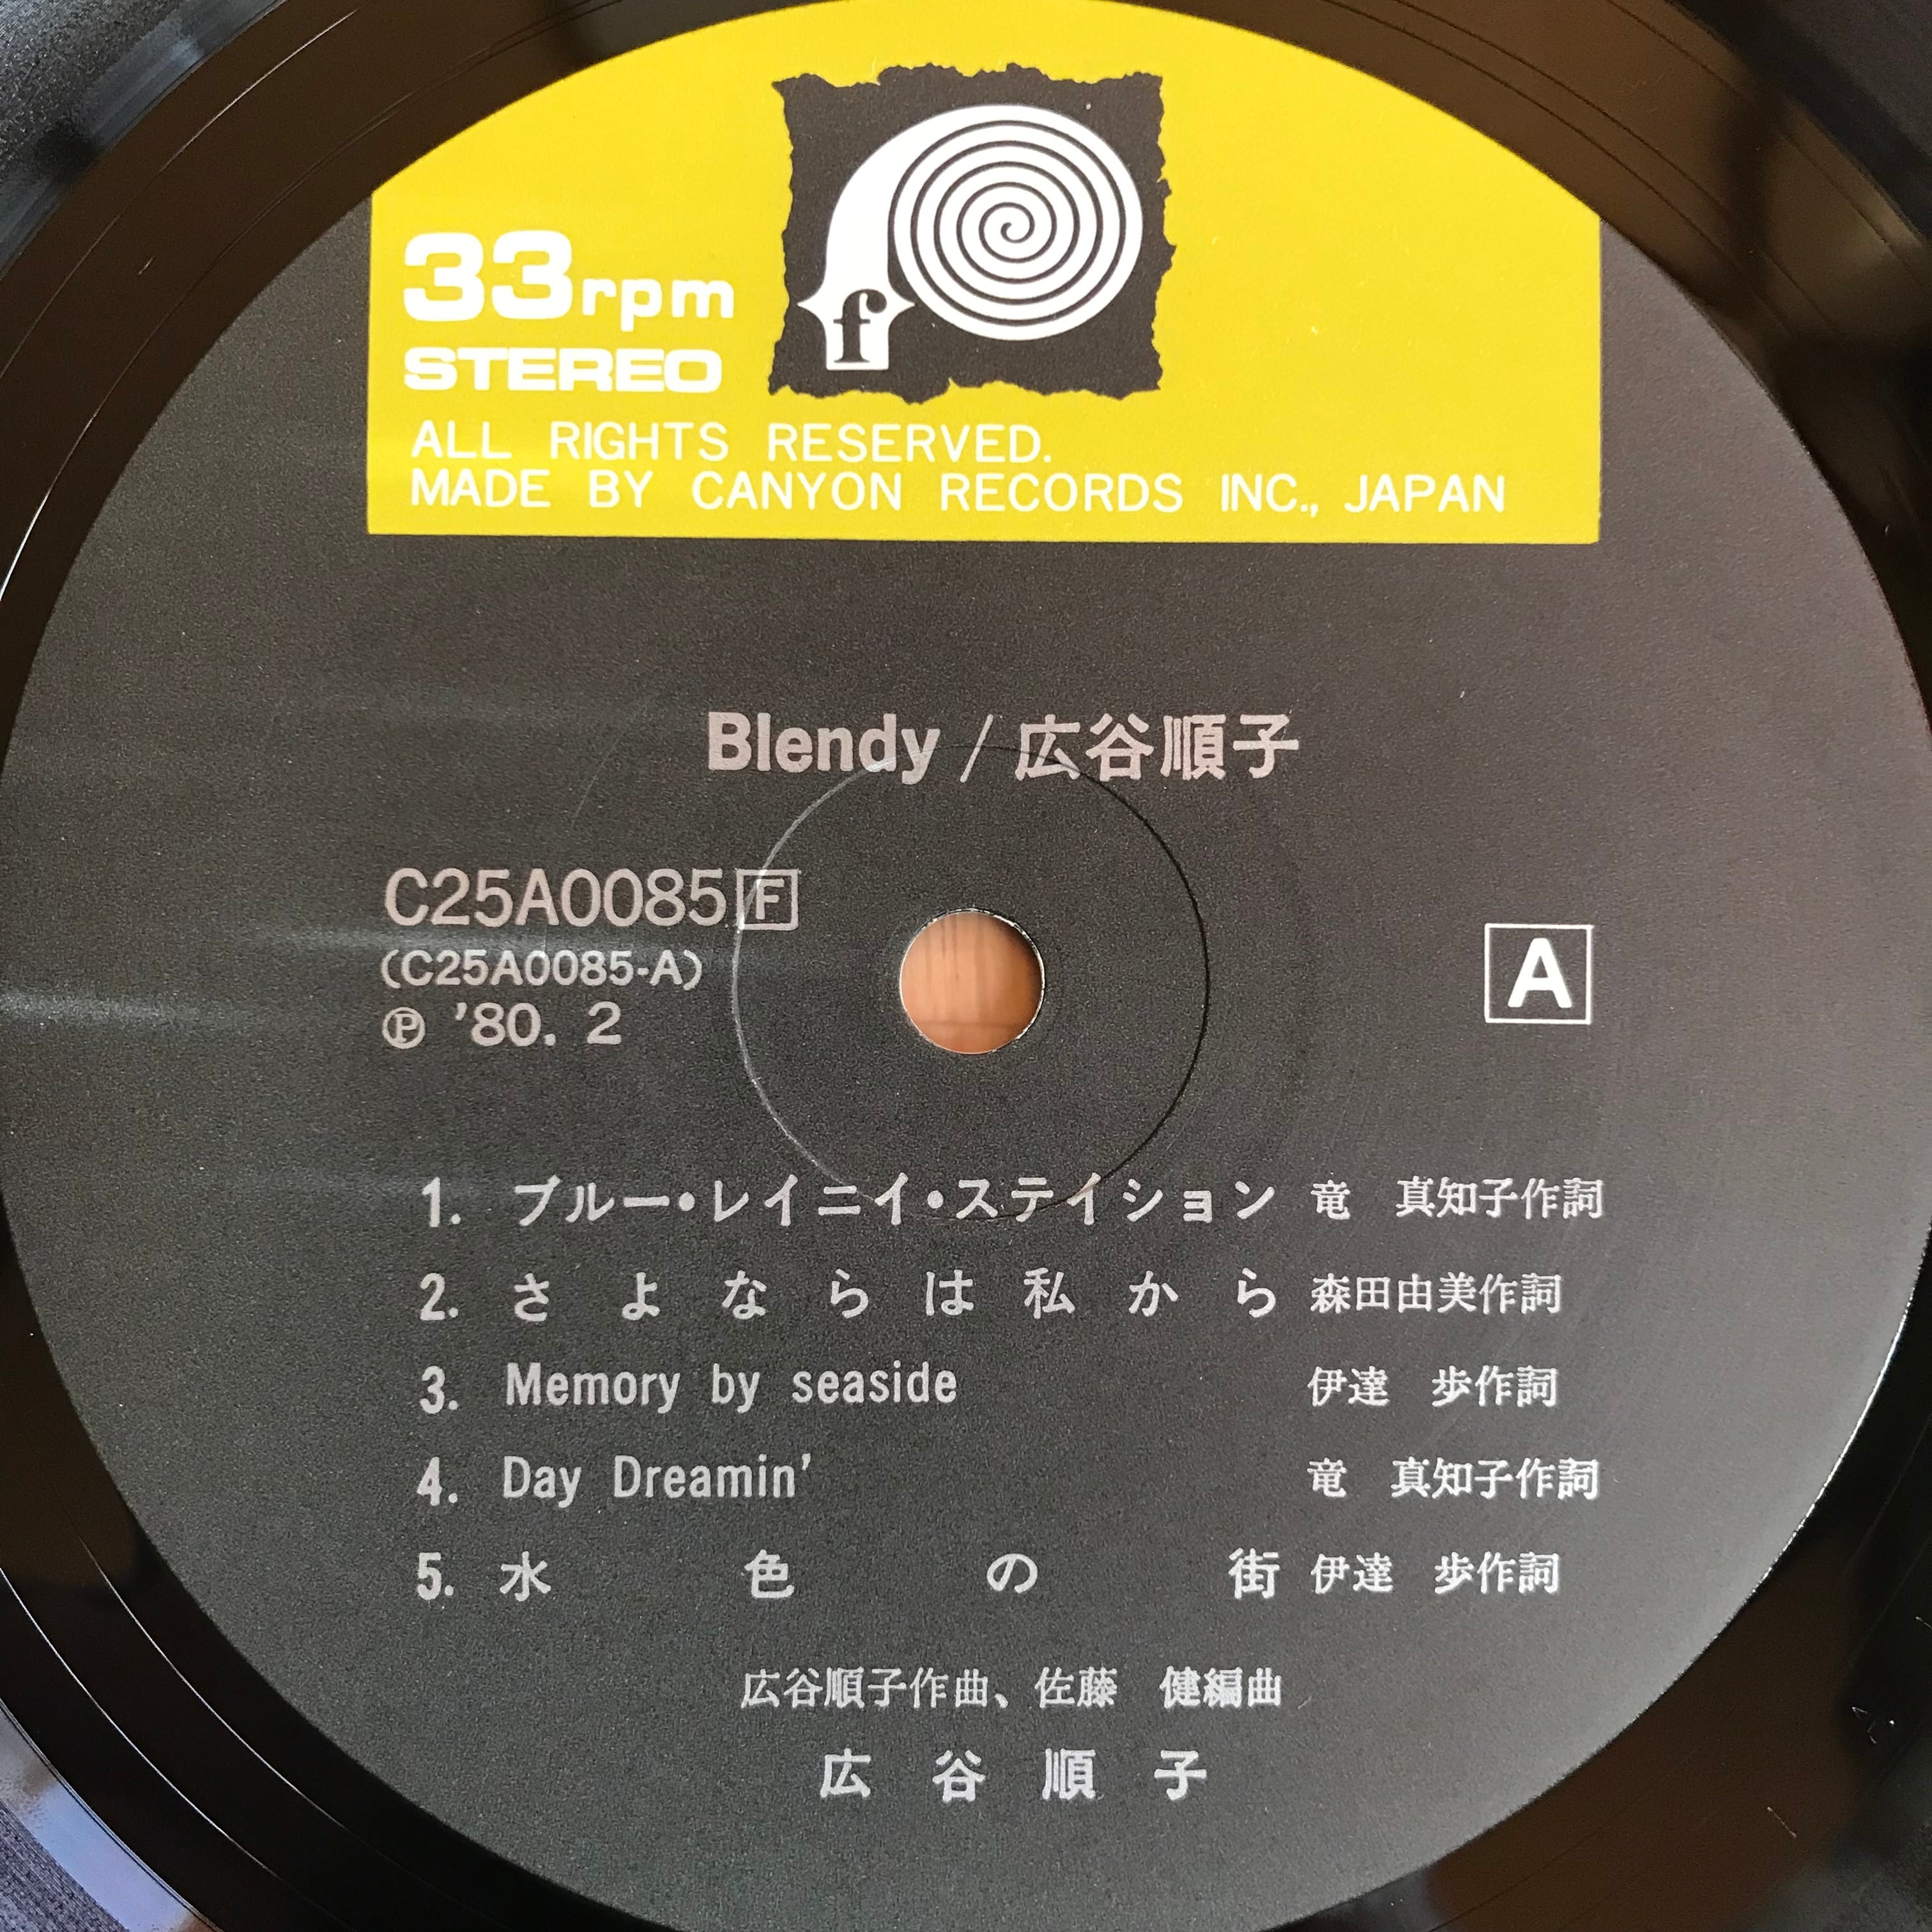 f
33rpm
STEREO
ALL RIGHTS RESERVED.
MADE BY CANYON RECORDS INC., JAPAN
Blendy / 広谷順子
C25A0085 F
(C25A0085-A)
℗ '80. 2
A
1. ブルー・レイニイ・ステイション 竜 真知子作詞
2. さよならは私から 森田由美作詞
3. Memory by seaside 伊達 歩作詞
4. Day Dreamin' 竜 真知子作詞
5. 水色の街 伊達 歩作詞
広谷順子作曲、佐藤 健編曲
広谷順子